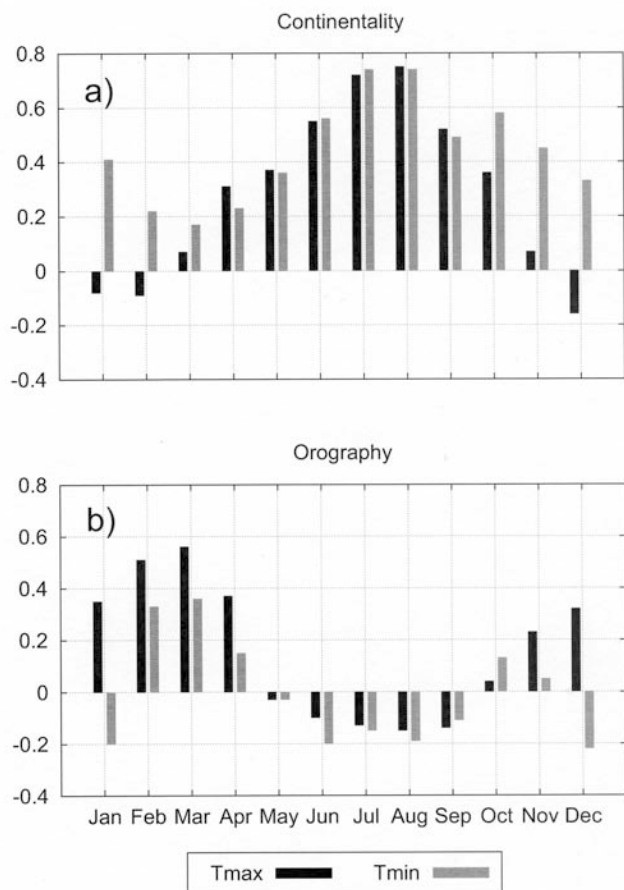 Continentality
a)
0.8
0.6
0.4
0.2
0
-0.2
-0.4
Orography
b)
0.8
0.6
0.4
0.2
0
-0.2
-0.4
Jan Feb Mar Apr May Jun Jul Aug Sep Oct Nov Dec
Tmax Tmin